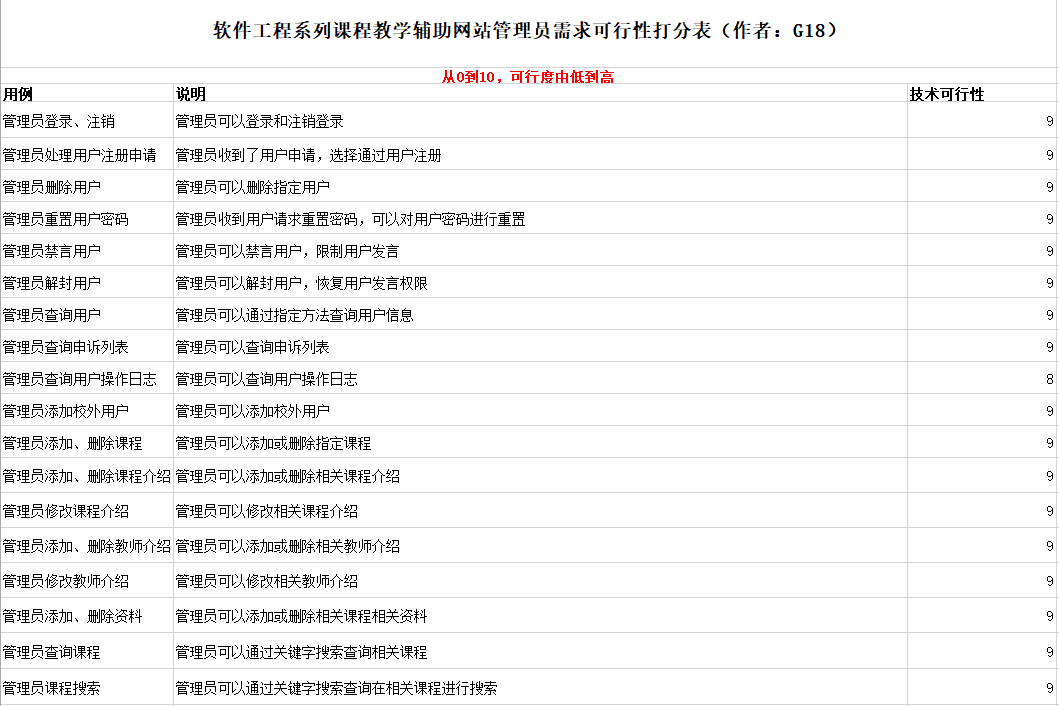 软件工程系列课程教学辅助网站管理员需求可行性打分表（作者：G18）
从0到10，可行度由低到高
用例 说明 技术可行性
管理员登录、注销 管理员可以登录和注销登录 9
管理员处理用户注册申请 管理员收到了用户申请，选择通过用户注册 9
管理员删除用户 管理员可以删除指定用户 9
管理员重置用户密码 管理员收到用户请求重置密码，可以对用户密码进行重置 9
管理员禁言用户 管理员可以禁言用户，限制用户发言 9
管理员解封用户 管理员可以解封用户，恢复用户发言权限 9
管理员查询用户 管理员可以通过指定方法查询用户信息 9
管理员查询申诉列表 管理员可以查询申诉列表 9
管理员查询用户操作日志 管理员可以查询用户操作日志 8
管理员添加校外用户 管理员可以添加校外用户 9
管理员添加、删除课程 管理员可以添加或删除指定课程 9
管理员添加、删除课程介绍 管理员可以添加或删除相关课程介绍 9
管理员修改课程介绍 管理员可以修改相关课程介绍 9
管理员添加、删除教师介绍 管理员可以添加或删除相关教师介绍 9
管理员修改教师介绍 管理员可以修改相关教师介绍 9
管理员添加、删除资料 管理员可以添加或删除相关课程相关资料 9
管理员查询课程 管理员可以通过关键字搜索查询相关课程 9
管理员课程搜索 管理员可以通过关键字搜索查询在相关课程进行搜索 9